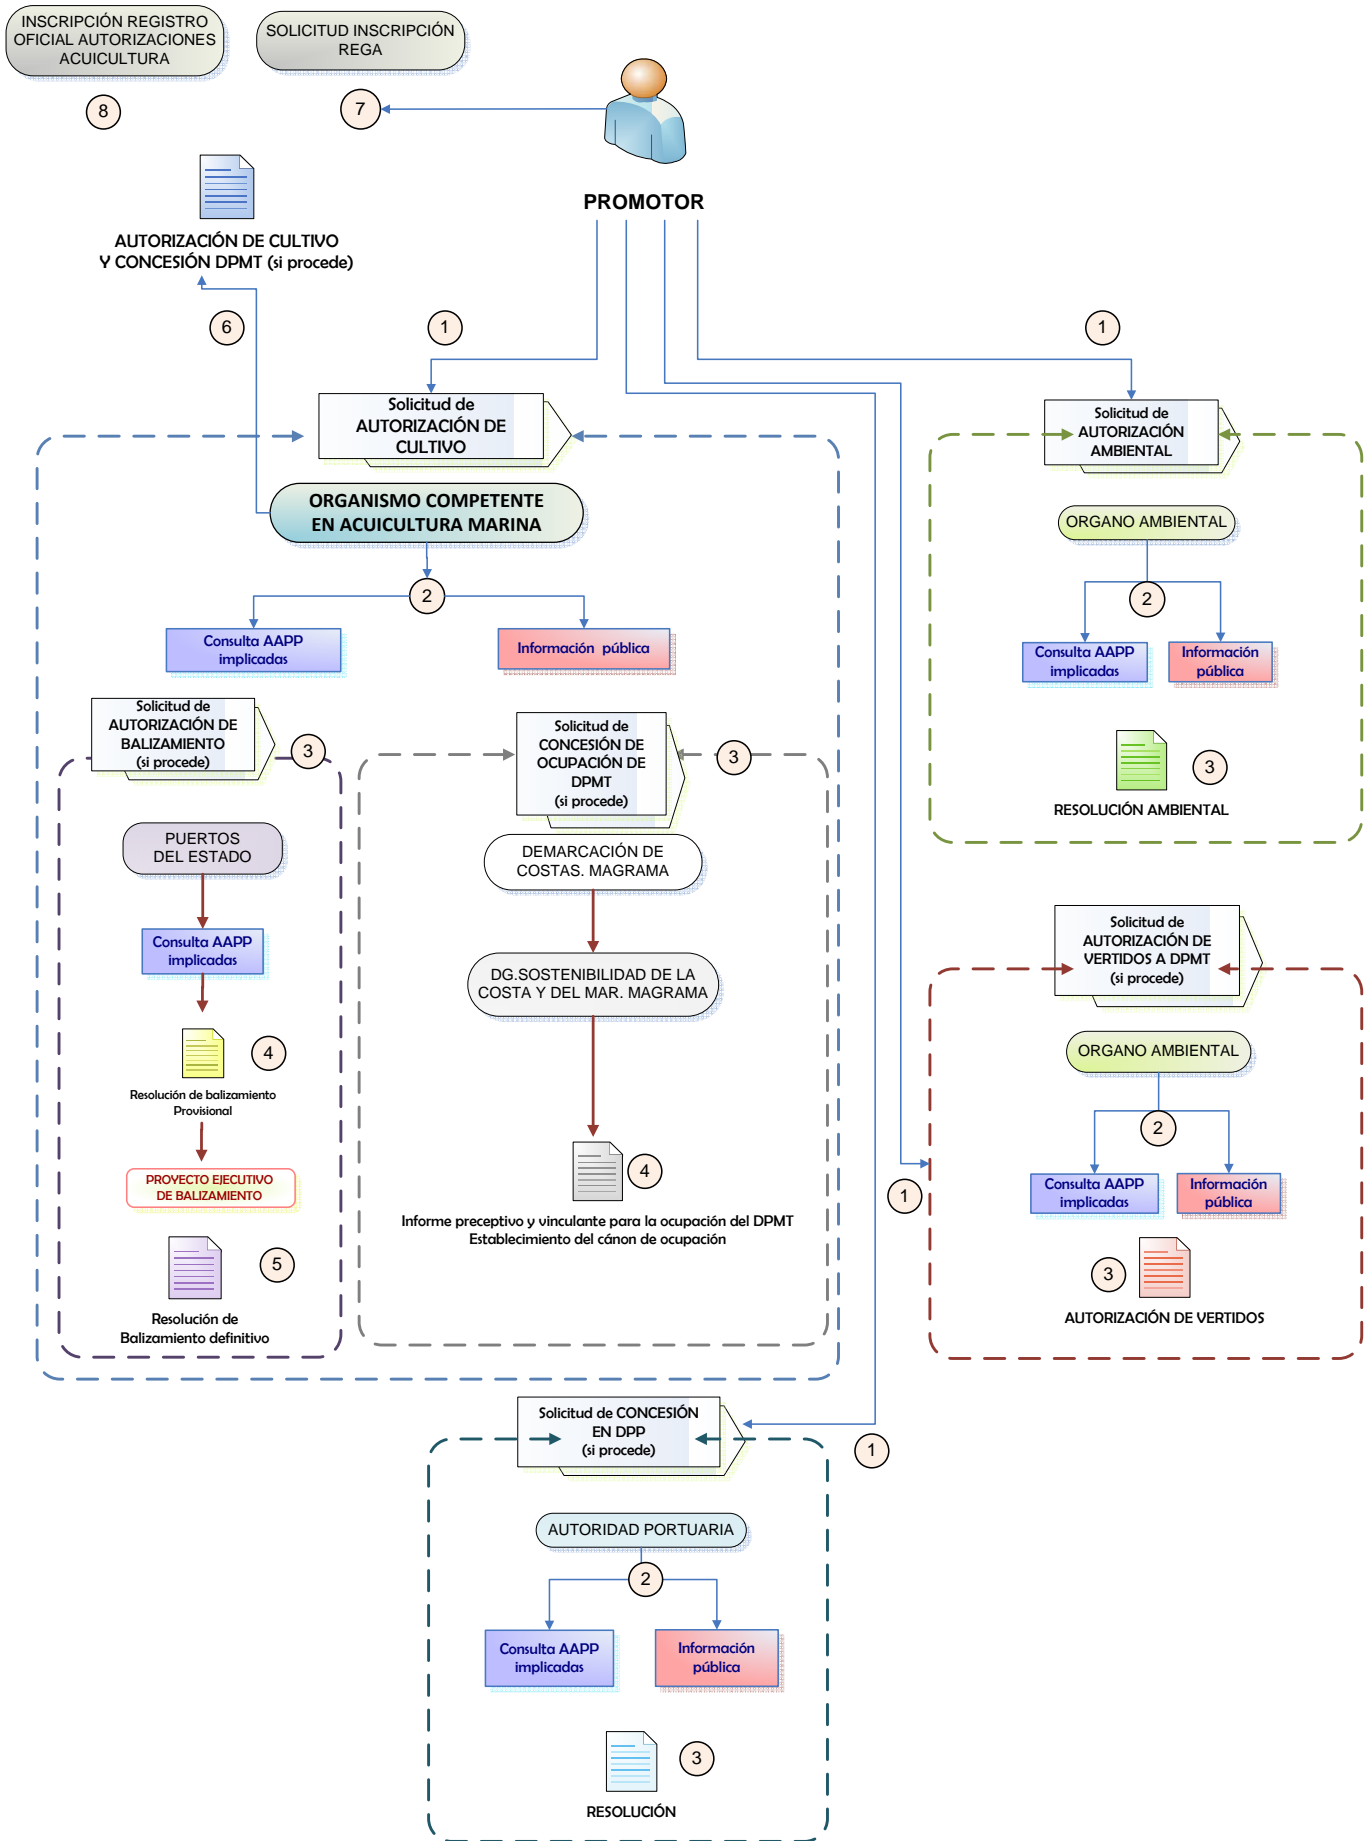 INSCRIPCIÓN REGISTRO
OFICIAL AUTORIZACIONES
ACUICULTURA
SOLICITUD INSCRIPCIÓN
REGA
8
7
PROMOTOR
AUTORIZACIÓN DE CULTIVO
Y CONCESIÓN DPMT (si procede)
6
1
1
Solicitud de
AUTORIZACIÓN DE
CULTIVO
Solicitud de
AUTORIZACIÓN
AMBIENTAL
ORGANISMO COMPETENTE
EN ACUICULTURA MARINA
ORGANO AMBIENTAL
2
2
Consulta AAPP
implicadas
Información pública
Consulta AAPP
implicadas
Información
pública
Solicitud de
AUTORIZACIÓN DE
BALIZAMIENTO
(si procede)
3
Solicitud de
CONCESIÓN DE
OCUPACIÓN DE
DPMT
(si procede)
3
3
RESOLUCIÓN AMBIENTAL
PUERTOS
DEL ESTADO
DEMARCACIÓN DE
COSTAS. MAGRAMA
Consulta AAPP
implicadas
DG.SOSTENIBILIDAD DE LA
COSTA Y DEL MAR. MAGRAMA
Solicitud de
AUTORIZACIÓN DE
VERTIDOS A DPMT
(si procede)
4
Resolución de balizamiento
Provisional
ORGANO AMBIENTAL
2
PROYECTO EJECUTIVO
DE BALIZAMIENTO
4
Informe preceptivo y vinculante para la ocupación del DPMT
Establecimiento del cánon de ocupación
1
Consulta AAPP
implicadas
Información
pública
5
Resolución de
Balizamiento definitivo
3
AUTORIZACIÓN DE VERTIDOS
Solicitud de CONCESIÓN
EN DPP
(si procede)
1
AUTORIDAD PORTUARIA
2
Consulta AAPP
implicadas
Información
pública
3
RESOLUCIÓN